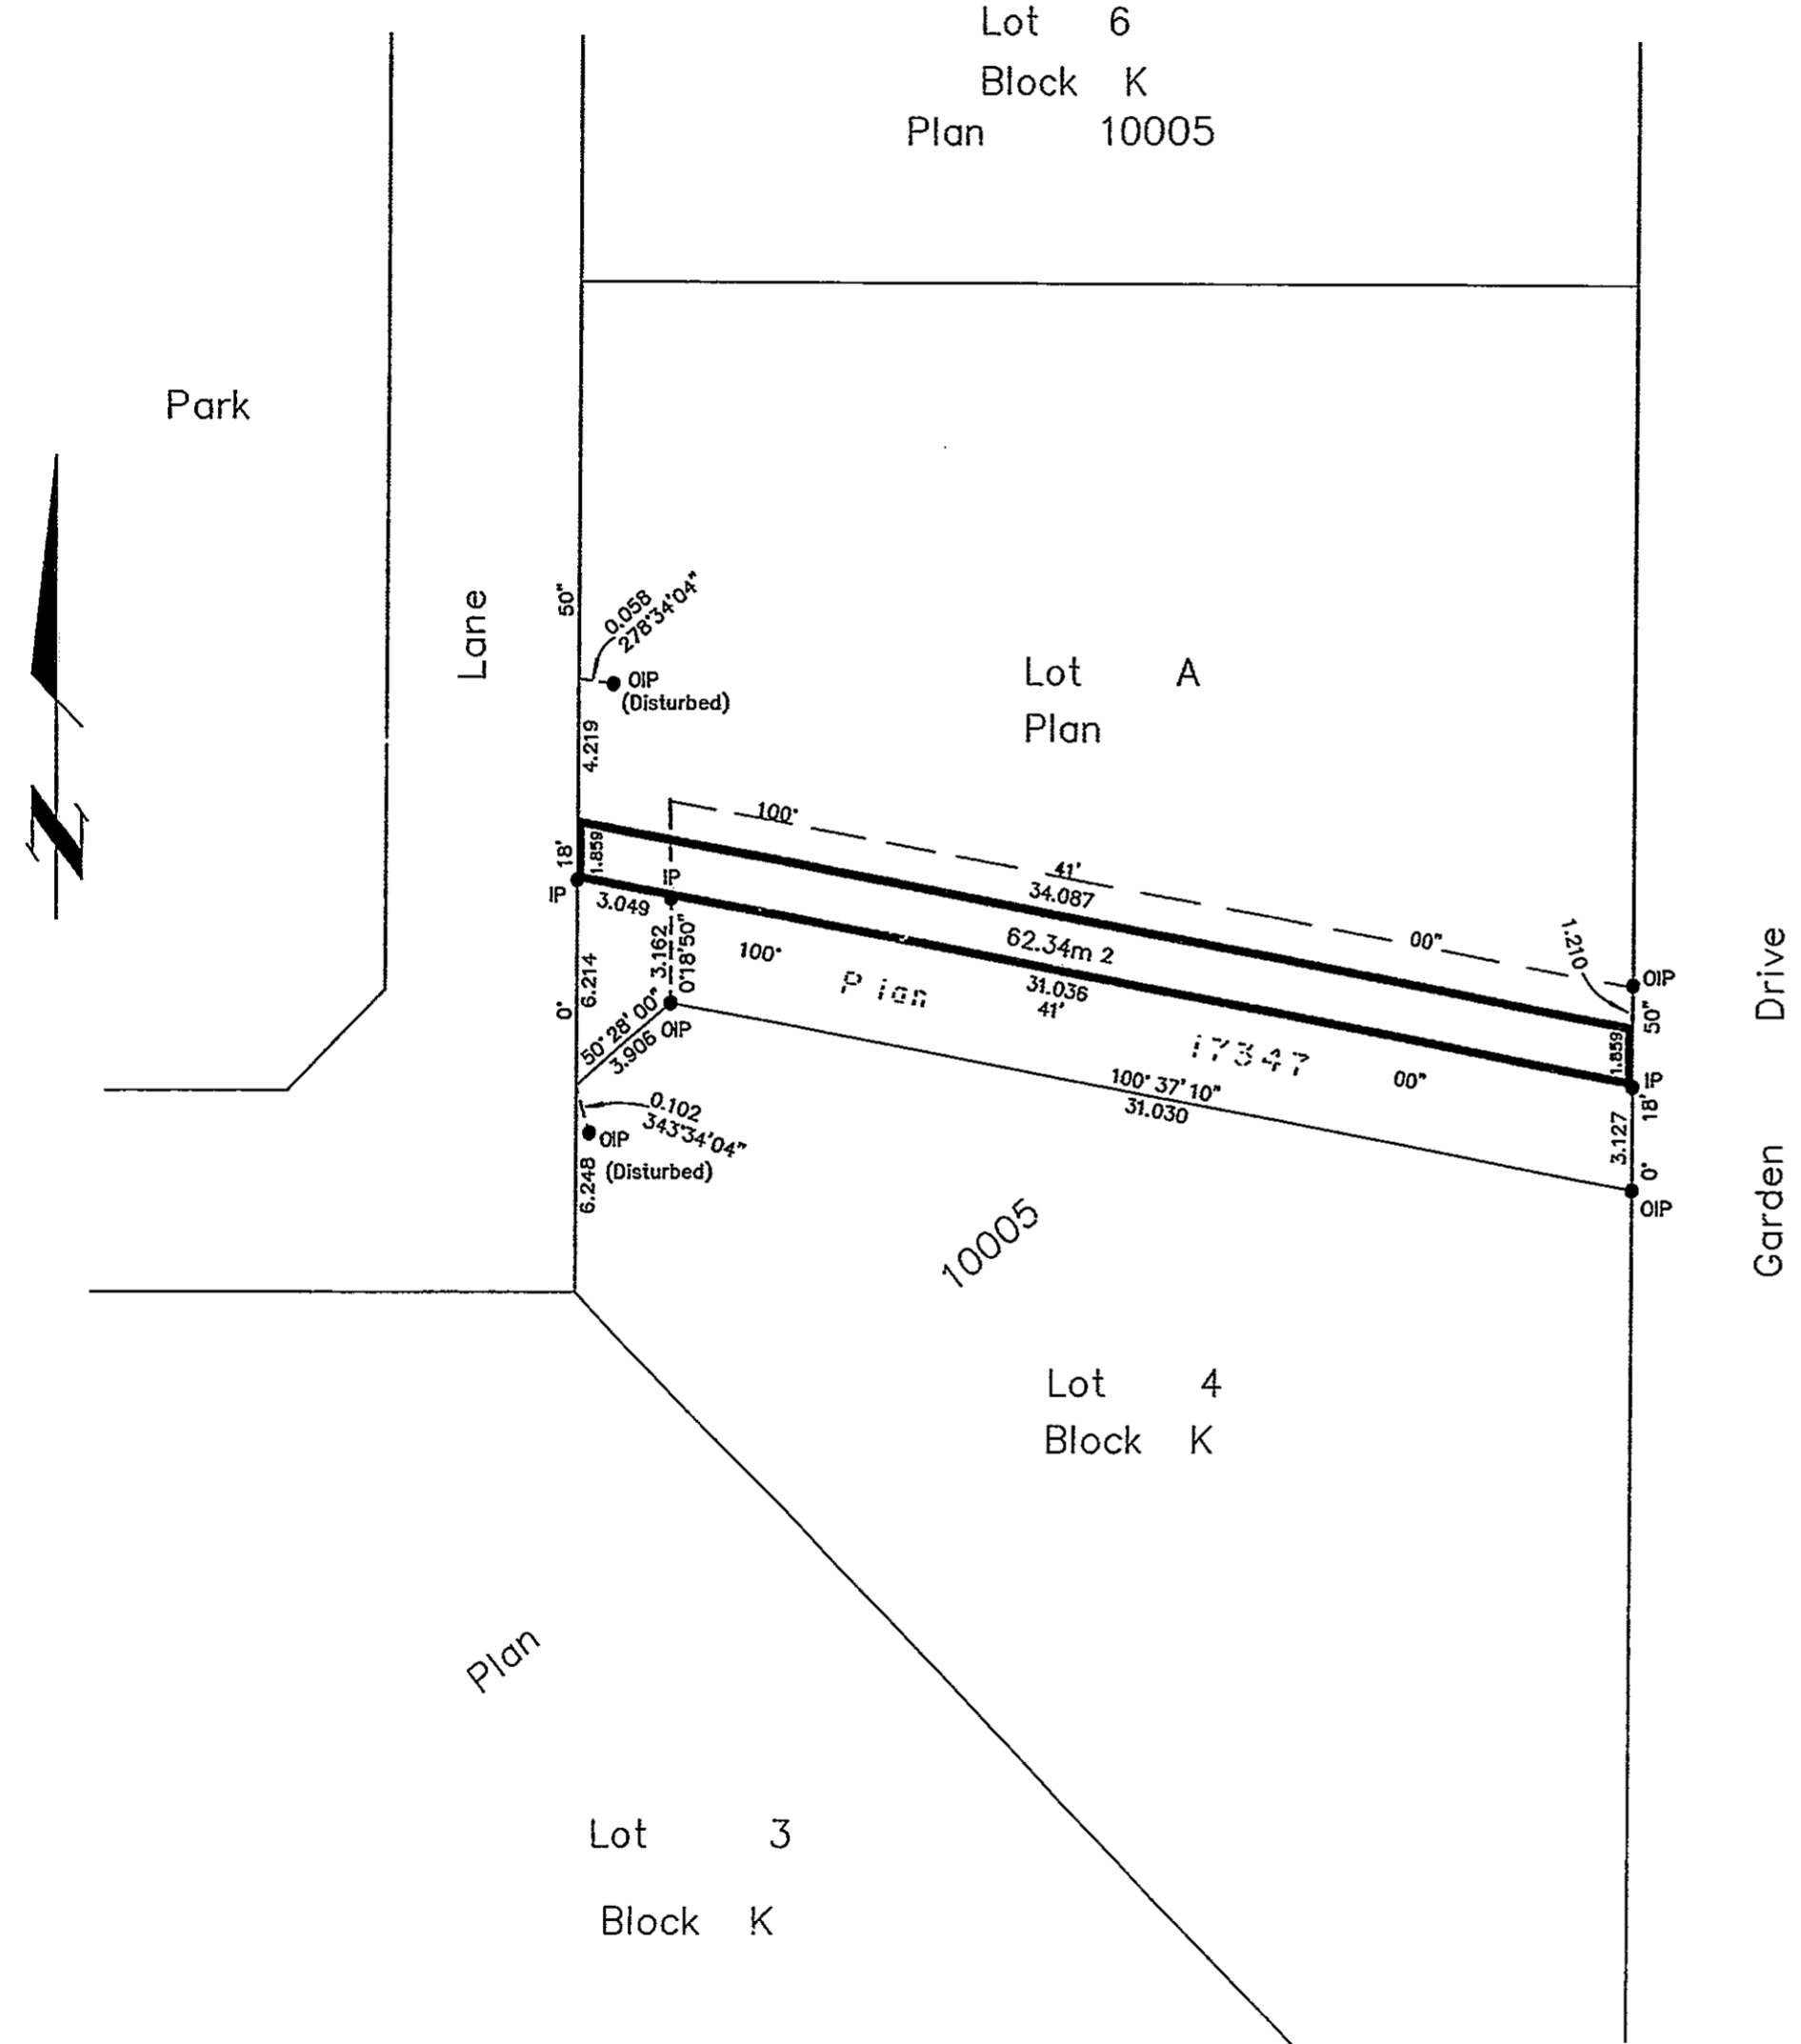 Lot 6
Block K
Plan 10005
Park
Lane
50"
0.058
278°34'04"
OIP
(Disturbed)
4.219
Lot A
Plan
100°
41'
00"
18'
1.859
IP
IP
3.049
34.087
62.34m 2
1.210
OIP
50"
Drive
3.162
0°18'50"
100°
Plan
31.036
41'
17347
00"
1.859
IP
18'
6.214
0°
50°28'00"
3.906
OIP
100°37'10"
31.030
3.127
0°
OIP
Garden
0.102
343°34'04"
OIP
(Disturbed)
6.248
10005
Lot 4
Block K
Plan
Lot 3
Block K
N